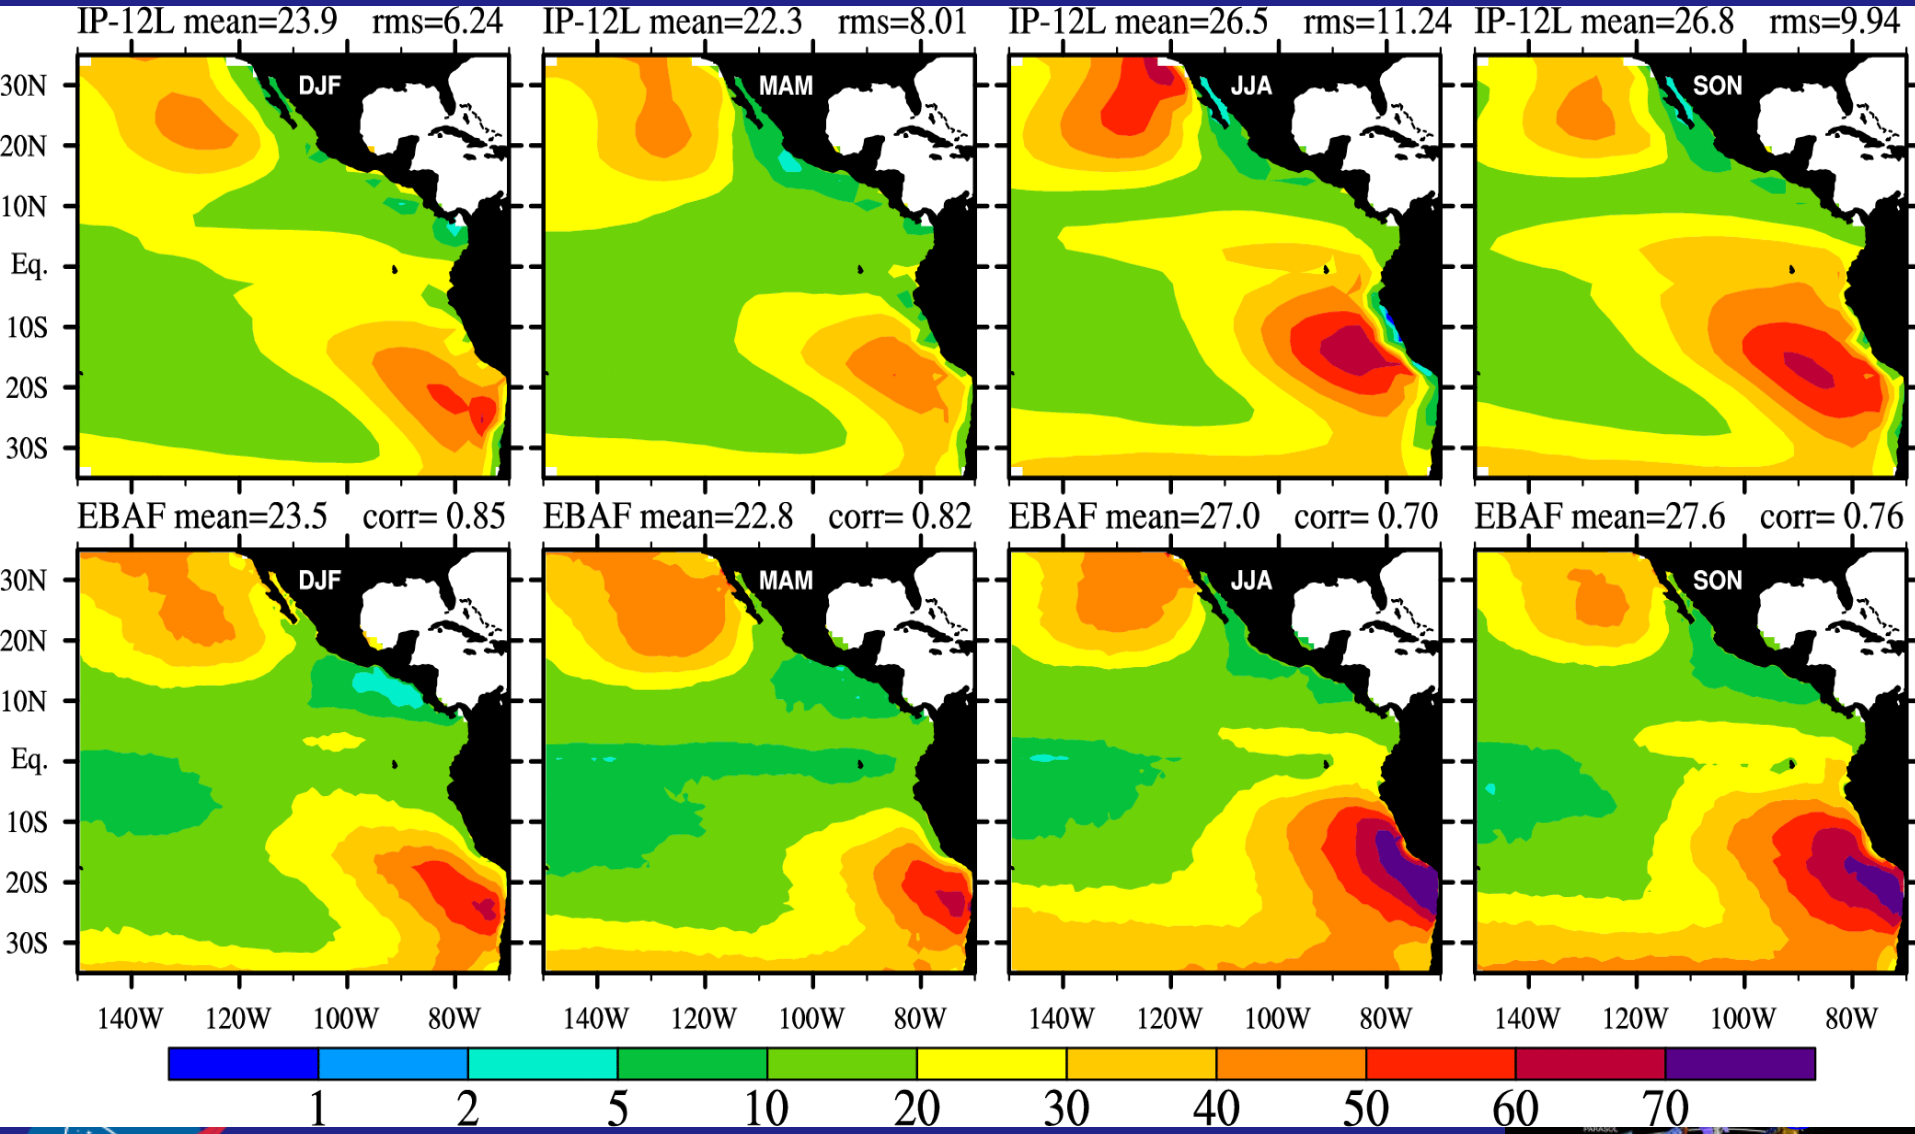 IP-12L mean=23.9 rms=6.24 IP-12L mean=22.3 rms=8.01 IP-12L mean=26.5 rms=11.24 IP-12L mean=26.8 rms=9.94
DJF MAM JJA SON
30N
20N
10N
Eq.
10S
20S
30S
EBAF mean=23.5 corr= 0.85 EBAF mean=22.8 corr= 0.82 EBAF mean=27.0 corr= 0.70 EBAF mean=27.6 corr= 0.76
DJF MAM JJA SON
30N
20N
10N
Eq.
10S
20S
30S
140W 120W 100W 80W 140W 120W 100W 80W 140W 120W 100W 80W 140W 120W 100W 80W
1 2 5 10 20 30 40 50 60 70
PARASOL